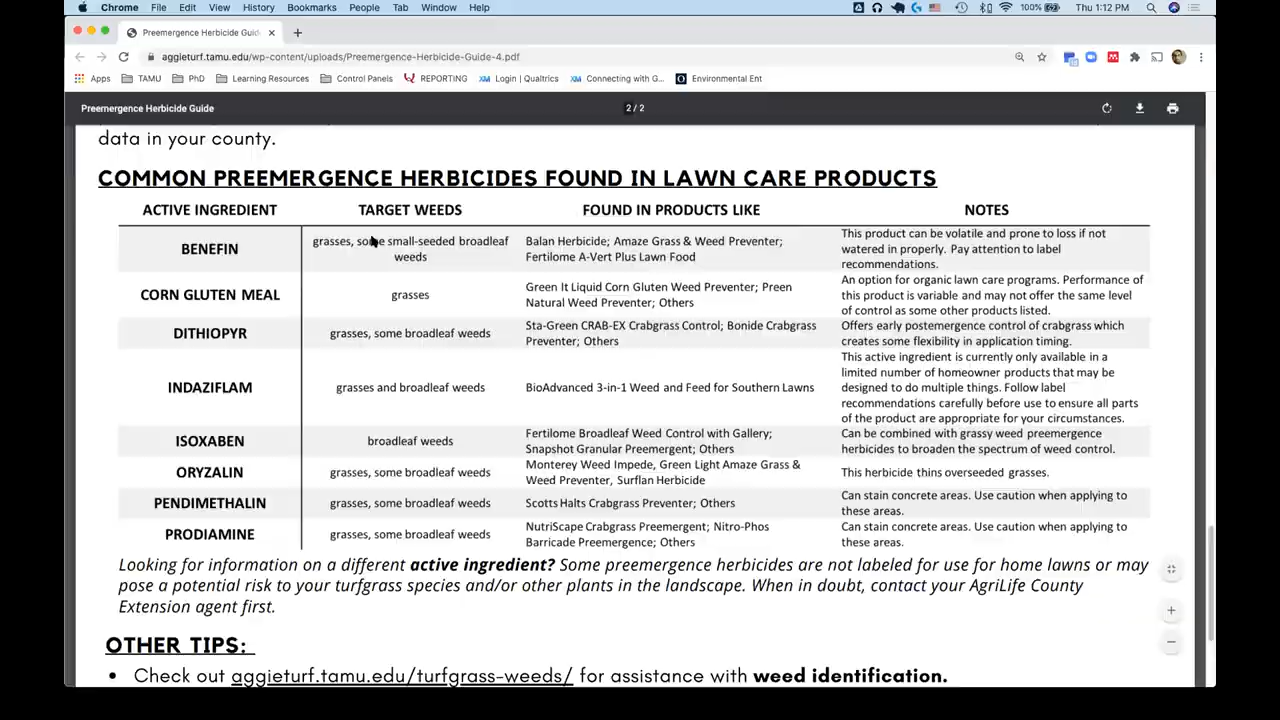 Chrome File Edit View History Bookmarks People Tab Window Help 100% Thu 1:12 PM
Preemergence Herbicide Guid
aggieturf.tamu.edu/wp-content/uploads/Preemergence-Herbicide-Guide-4.pdf
Apps TAMU PhD Learning Resources Control Panels REPORTING XM Login | Qualtrics XM Connecting with G... Environmental Ent
Preemergence Herbicide Guide 2 / 2
data in your county.
COMMON PREEMERGENCE HERBICIDES FOUND IN LAWN CARE PRODUCTS
ACTIVE INGREDIENT TARGET WEEDS FOUND IN PRODUCTS LIKE NOTES
BENEFIN
grasses, some small-seeded broadleaf
weeds
Balan Herbicide; Amaze Grass & Weed Preventer;
Fertilome A-Vert Plus Lawn Food
This product can be volatile and prone to loss if not
watered in properly. Pay attention to label
recommendations.
CORN GLUTEN MEAL
grasses
Green It Liquid Corn Gluten Weed Preventer; Preen
Natural Weed Preventer; Others
An option for organic lawn care programs. Performance of
this product is variable and may not offer the same level
of control as some other products listed.
DITHIOPYR
grasses, some broadleaf weeds
Sta-Green CRAB-EX Crabgrass Control; Bonide Crabgrass
Preventer; Others
Offers early postemergence control of crabgrass which
creates some flexibility in application timing.
INDAZIFLAM
grasses and broadleaf weeds
BioAdvanced 3-in-1 Weed and Feed for Southern Lawns
This active ingredient is currently only available in a
limited number of homeowner products that may be
designed to do multiple things. Follow label
recommendations carefully before use to ensure all parts
of the product are appropriate for your circumstances.
ISOXABEN
broadleaf weeds
Fertilome Broadleaf Weed Control with Gallery;
Snapshot Granular Preemergent; Others
Can be combined with grassy weed preemergence
herbicides to broaden the spectrum of weed control.
ORYZALIN
grasses, some broadleaf weeds
Monterey Weed Impede, Green Light Amaze Grass &
Weed Preventer, Surflan Herbicide
This herbicide thins overseeded grasses.
PENDIMETHALIN
grasses, some broadleaf weeds
Scotts Halts Crabgrass Preventer; Others
Can stain concrete areas. Use caution when applying to
these areas.
PRODIAMINE
grasses, some broadleaf weeds
NutriScape Crabgrass Preemergent; Nitro-Phos
Barricade Preemergence; Others
Can stain concrete areas. Use caution when applying to
these areas.
Looking for information on a different active ingredient? Some preemergence herbicides are not labeled for use for home lawns or may
pose a potential risk to your turfgrass species and/or other plants in the landscape. When in doubt, contact your AgriLife County
Extension agent first.
OTHER TIPS:
• Check out aggieturf.tamu.edu/turfgrass-weeds/ for assistance with weed identification.